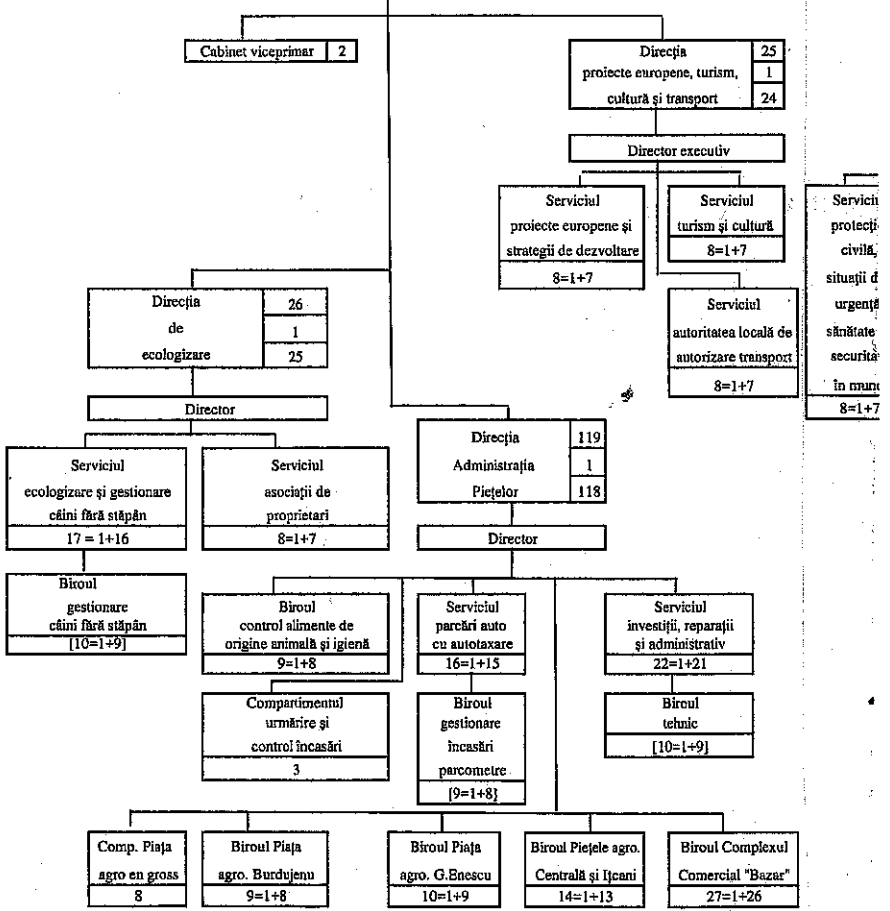 Cabinet viceprimar 2
Direcția 25
proiecte europene, turism, 1
cultură și transport 24
Director executiv
Serviciul
proiecte europene și
strategii de dezvoltare
8=1+7
Serviciul
turism și cultură
8=1+7
Serviciul
autoritatea locală de
autorizare transport
8=1+7
Serviciu
protecți
civilă,
situații d
urgență
sănătate
securita
în munc
8=1+7
Direcția 26
de 1
ecologizare 25
Director
Serviciul
ecologizare și gestionare
câini fără stăpân
17 = 1+16
Serviciul
asociații de
proprietari
8=1+7
Biroul
gestionare
câini fără stăpân
[10=1+9]
Direcția 119
Administrația 1
Piețelor 118
Director
Biroul
control alimente de
origine animală și igienă
9=1+8
Serviciul
parcări auto
cu autotaxare
16=1+15
Serviciul
investiții, reparații
și administrativ
22=1+21
Compartimentul
urmărire și
control încasări
3
Biroul
gestionare
încasări
parcometre
[9=1+8]
Biroul
tehnic
[10=1+9]
Comp. Piața
agro en gross
8
Biroul Piața
agro. Burdujenu
9=1+8
Biroul Piața
agro. G.Enescu
10=1+9
Biroul Piețele agro.
Centrală și Ițcani
14=1+13
Biroul Complexul
Comercial "Bazar"
27=1+26